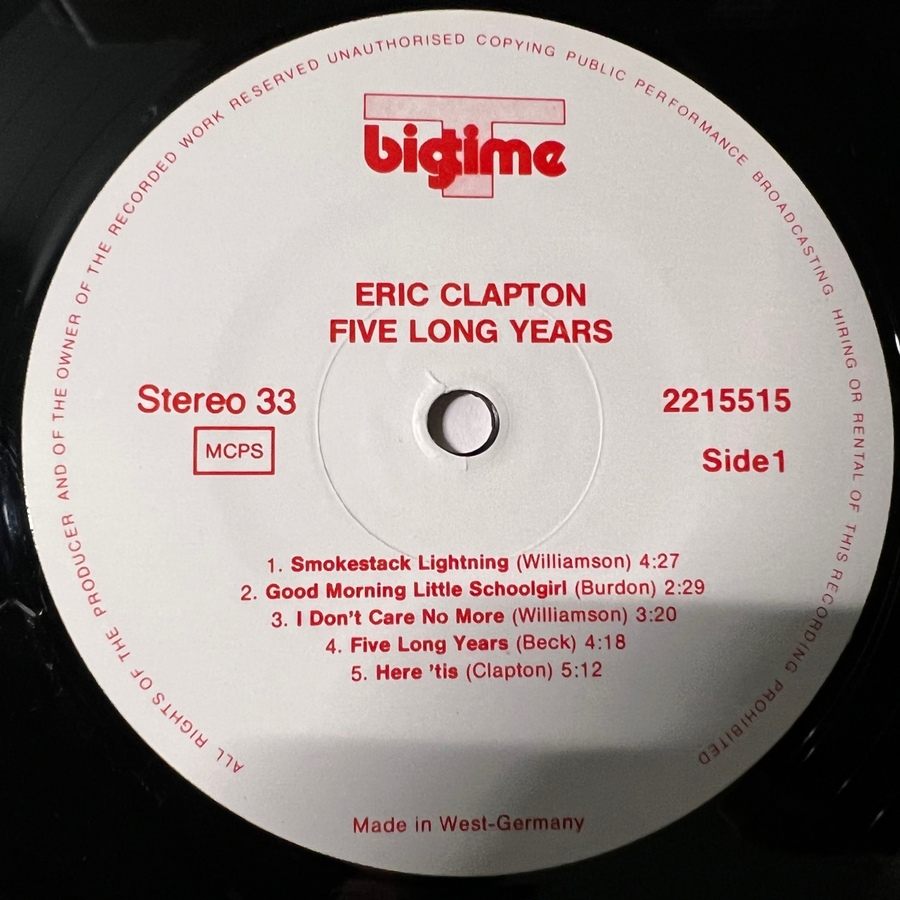 ALL RIGHTS OF THE PRODUCER AND OF THE OWNER OF THE RECORDED WORK RESERVED UNAUTHORISED COPYING PUBLIC PERFORMANCE BROADCASTING. HIRING OR RENTAL OF THIS RECORDING PROHIBITED
T
bigtime
ERIC CLAPTON
FIVE LONG YEARS
Stereo 33
2215515
MCPS
Side1
1. Smokestack Lightning (Williamson) 4:27
2. Good Morning Little Schoolgirl (Burdon) 2:29
3. I Don't Care No More (Williamson) 3:20
4. Five Long Years (Beck) 4:18
5. Here 'tis (Clapton) 5:12
Made in West-Germany